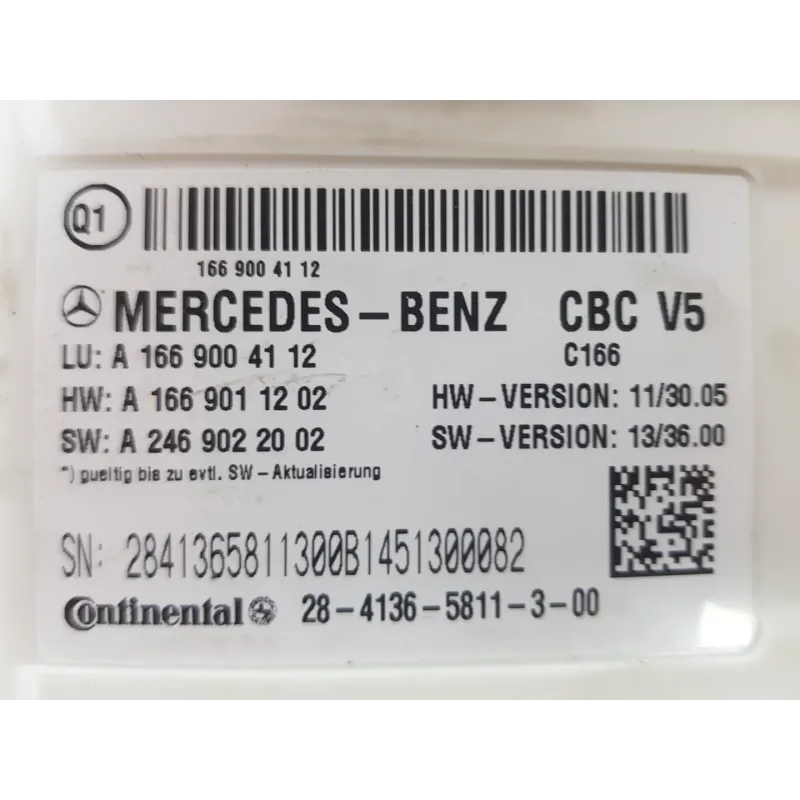 Q1
166 900 41 12
MERCEDES-BENZ CBC V5
LU: A 166 900 41 12 C166
HW: A 166 901 12 02 HW-VERSION: 11/30.05
SW: A 246 902 20 02 SW-VERSION: 13/36.00
*) gueltig bis zu evtl. SW-Aktualisierung
SN: 2841365811300B1451300082
Continental 28-4136-5811-3-00